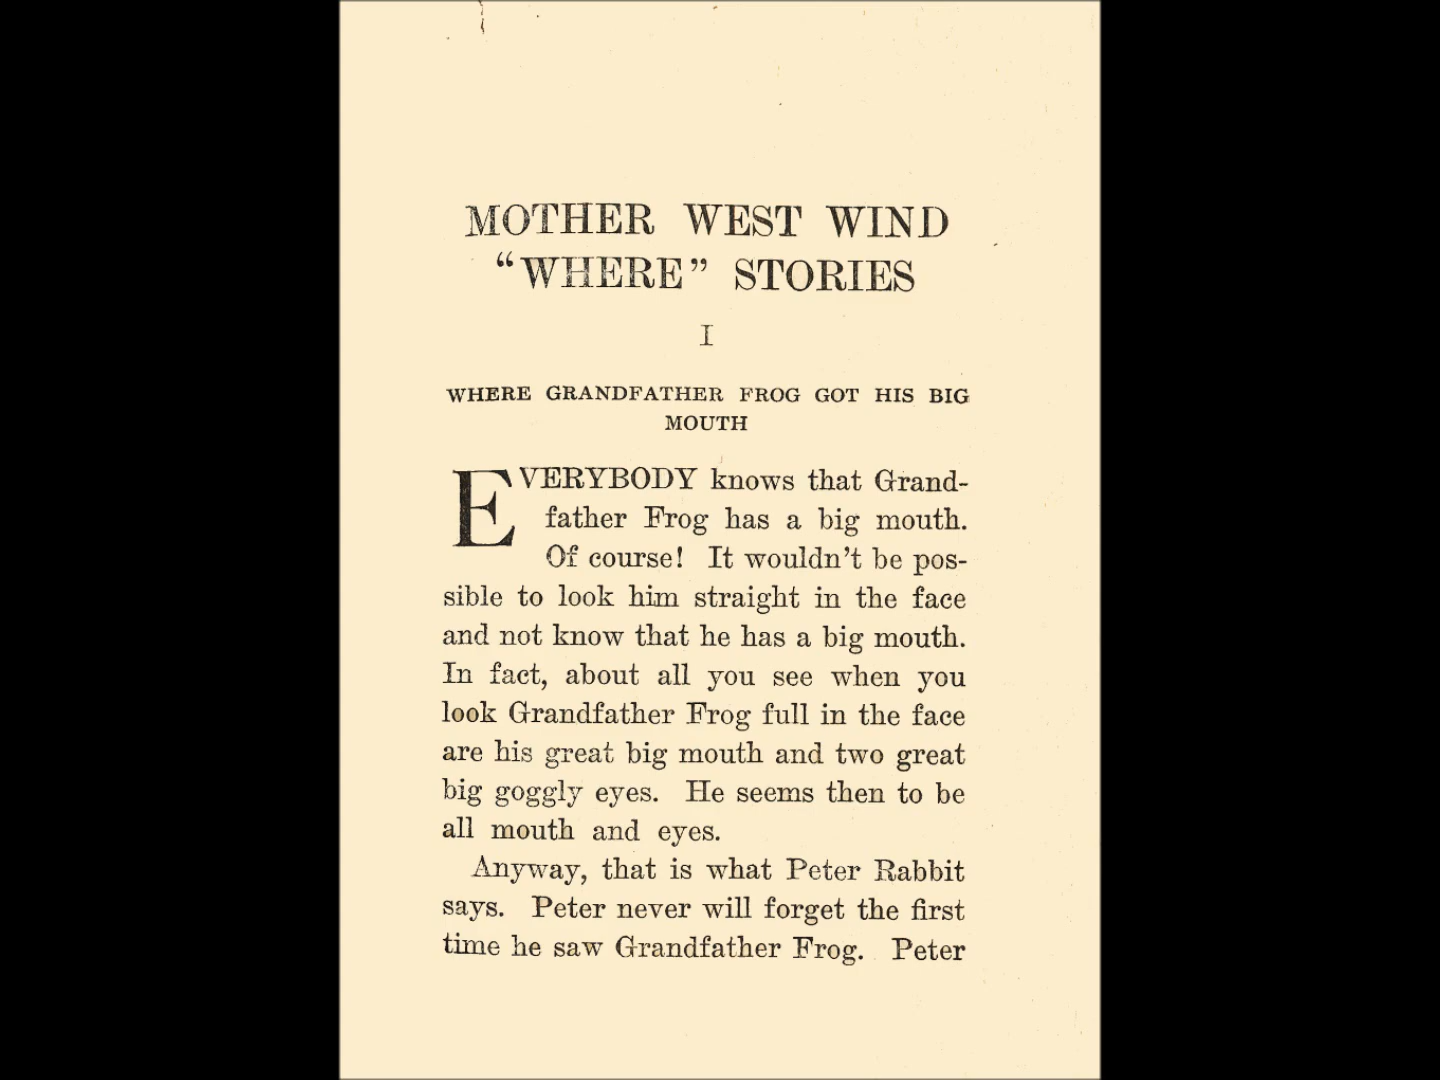 MOTHER WEST WIND
“WHERE” STORIES
I
WHERE GRANDFATHER FROG GOT HIS BIG
MOUTH
EVERYBODY knows that Grand-
father Frog has a big mouth.
Of course! It wouldn’t be pos-
sible to look him straight in the face
and not know that he has a big mouth.
In fact, about all you see when you
look Grandfather Frog full in the face
are his great big mouth and two great
big goggly eyes. He seems then to be
all mouth and eyes.
Anyway, that is what Peter Rabbit
says. Peter never will forget the first
time he saw Grandfather Frog. Peter